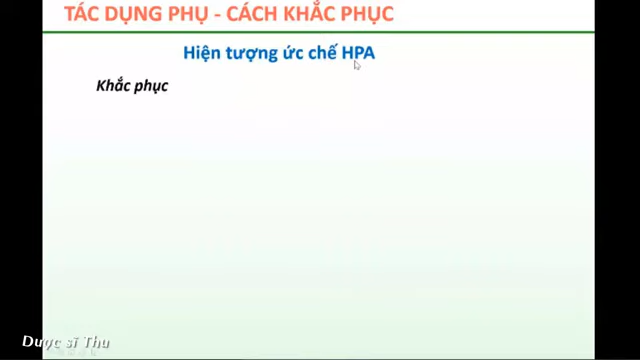 TÁC DỤNG PHỤ - CÁCH KHẮC PHỤC
Hiện tượng ức chế HPA
Khắc phục
Dược sĩ Thu